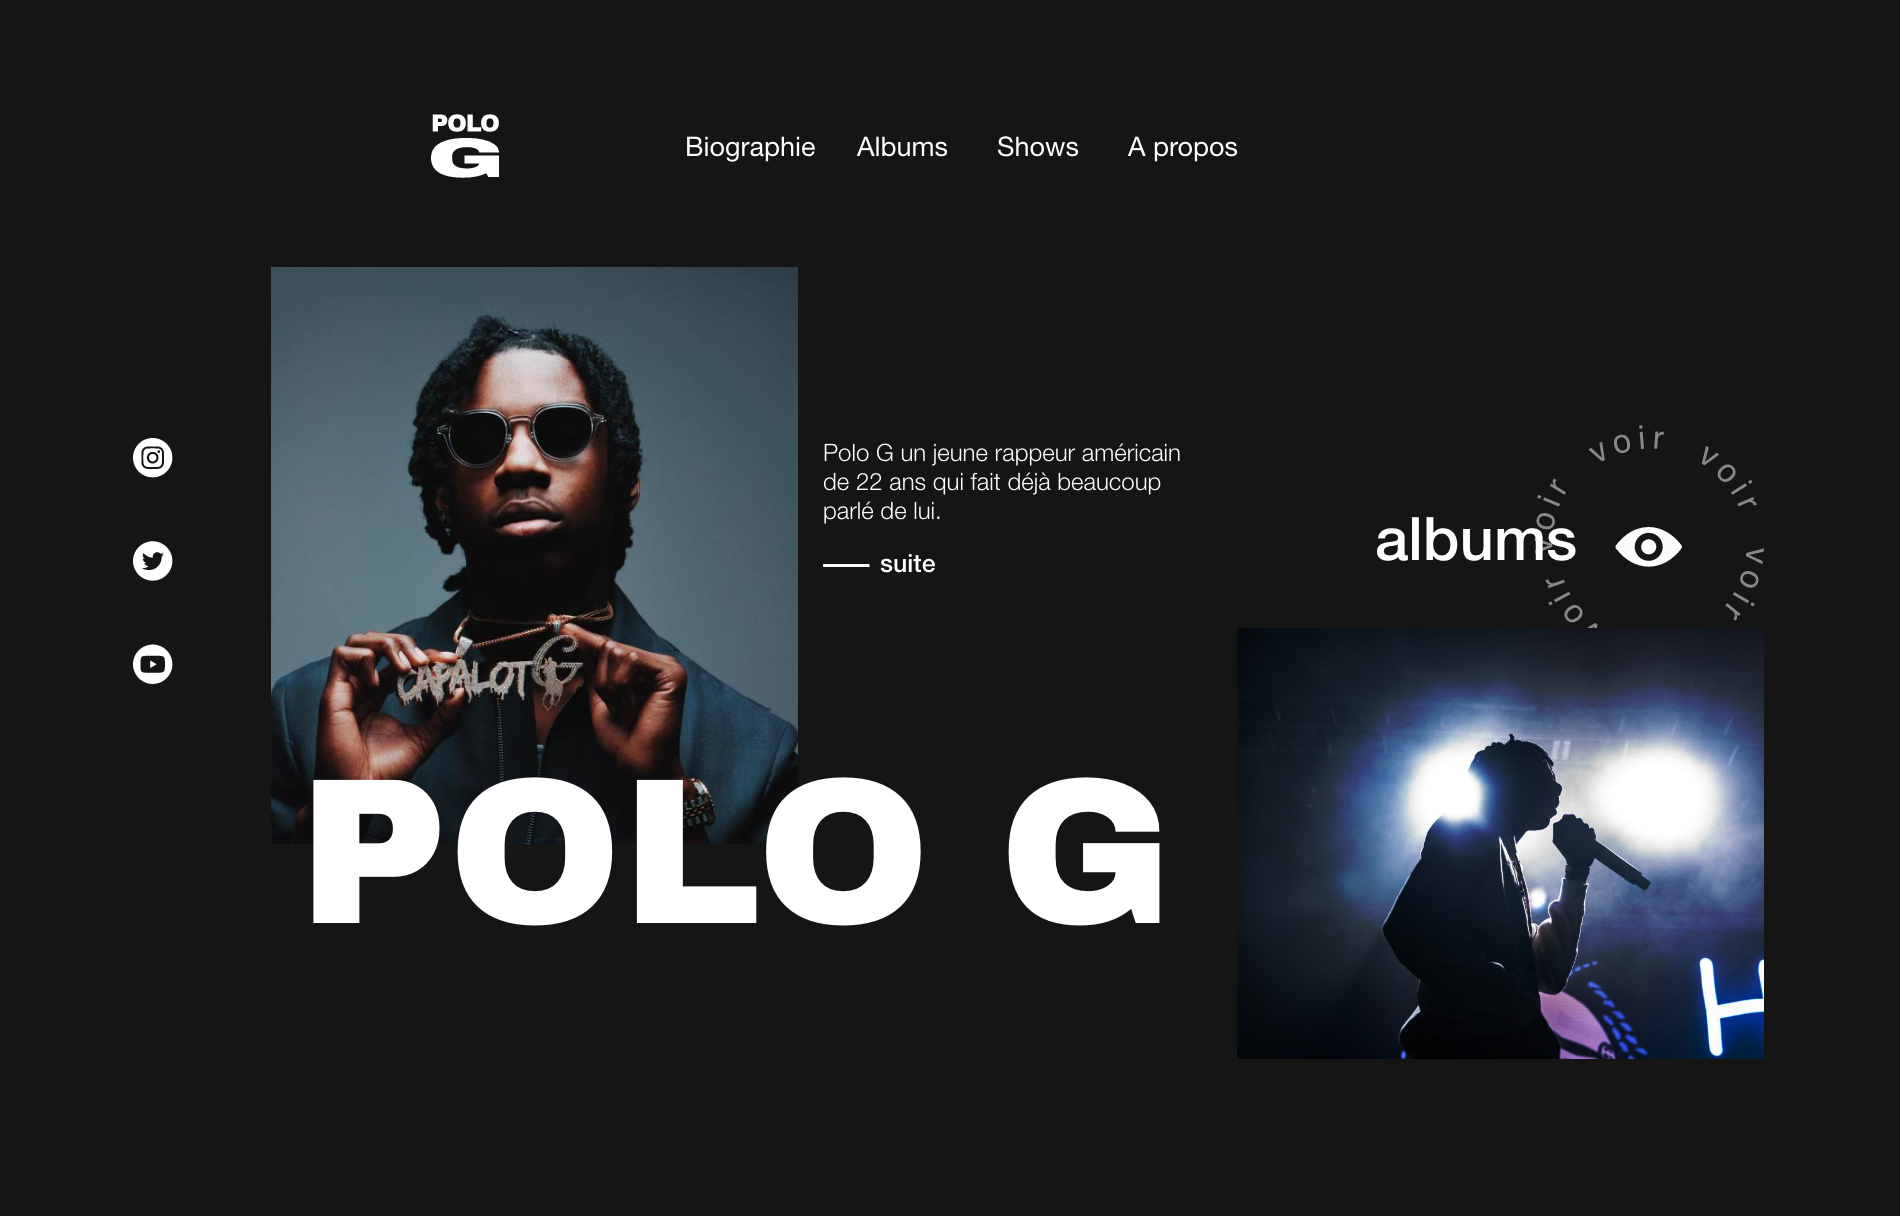 POLO
G
Biographie Albums Shows A propos
Polo G un jeune rappeur américain
de 22 ans qui fait déjà beaucoup
parlé de lui.
suite
voir voir voir voir voir
albums
CAPALOT G
POLO G
H